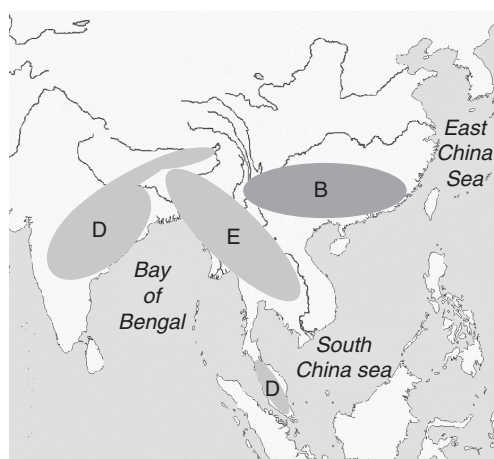 East
China
Sea
B
D
E
Bay
of
Bengal
South
China sea
D